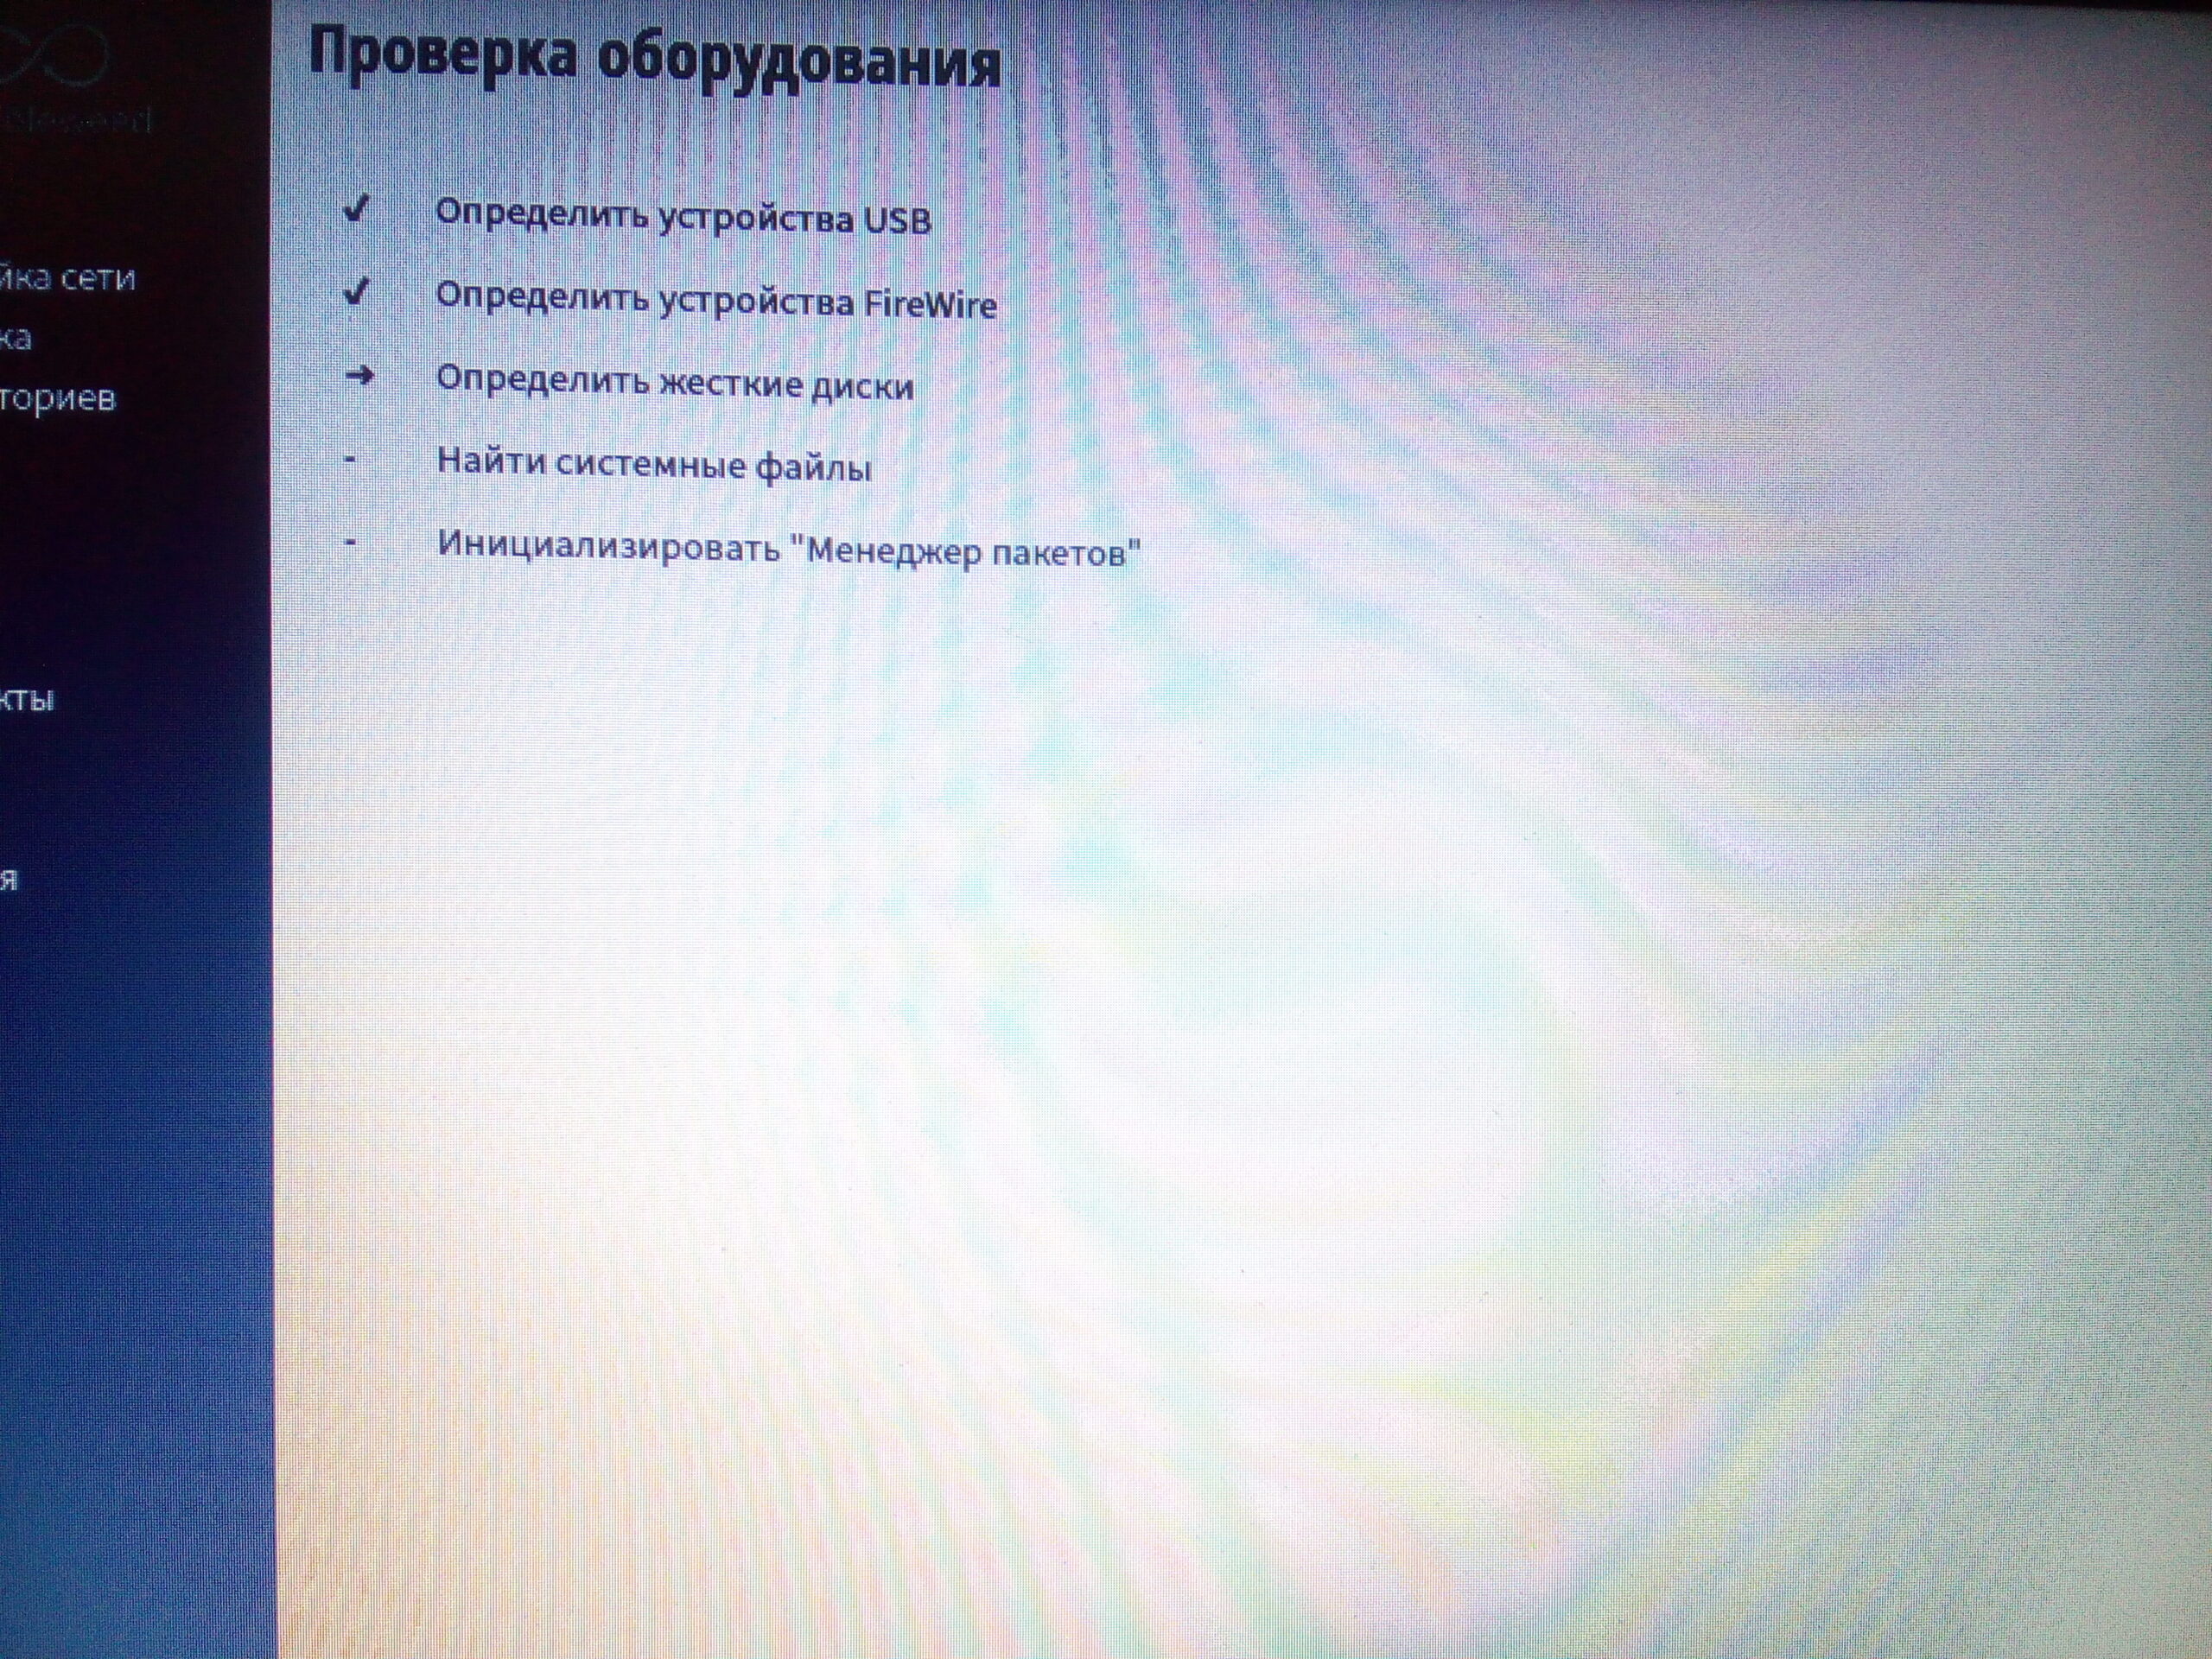 Проверка оборудования
✔ Определить устройства USB
✔ Определить устройства FireWire
➜ Определить жесткие диски
- Найти системные файлы
- Инициализировать "Менеджер пакетов"
йка сети
ка
ториев
кты
я